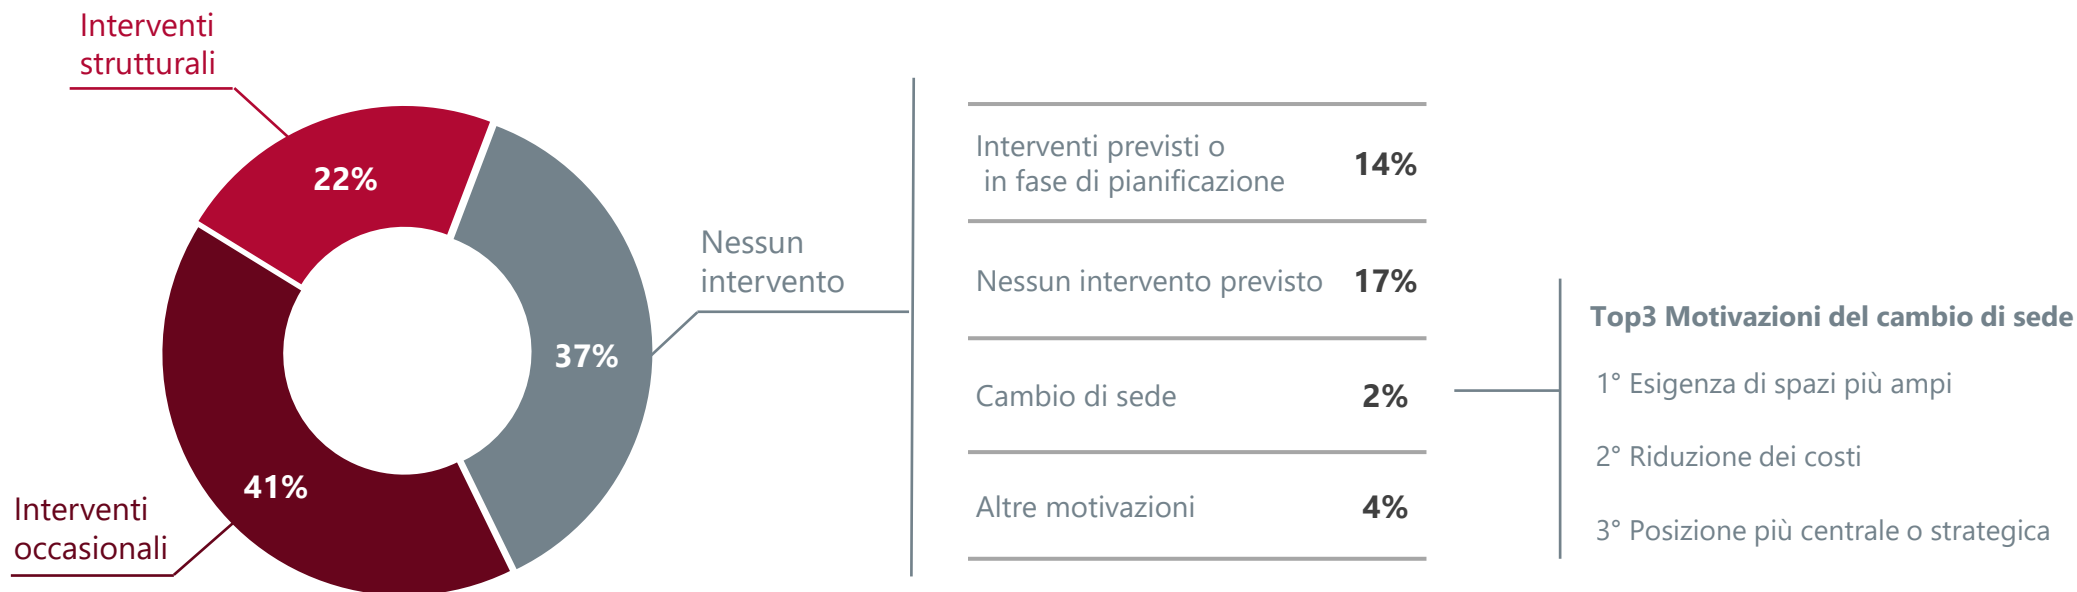 Interventi
strutturali
22%
41%
37%
Interventi
occasionali
Nessun
intervento
Interventi previsti o
in fase di pianificazione
14%
Nessun intervento previsto
17%
Cambio di sede
2%
Altre motivazioni
4%
Top3 Motivazioni del cambio di sede
1° Esigenza di spazi più ampi
2° Riduzione dei costi
3° Posizione più centrale o strategica